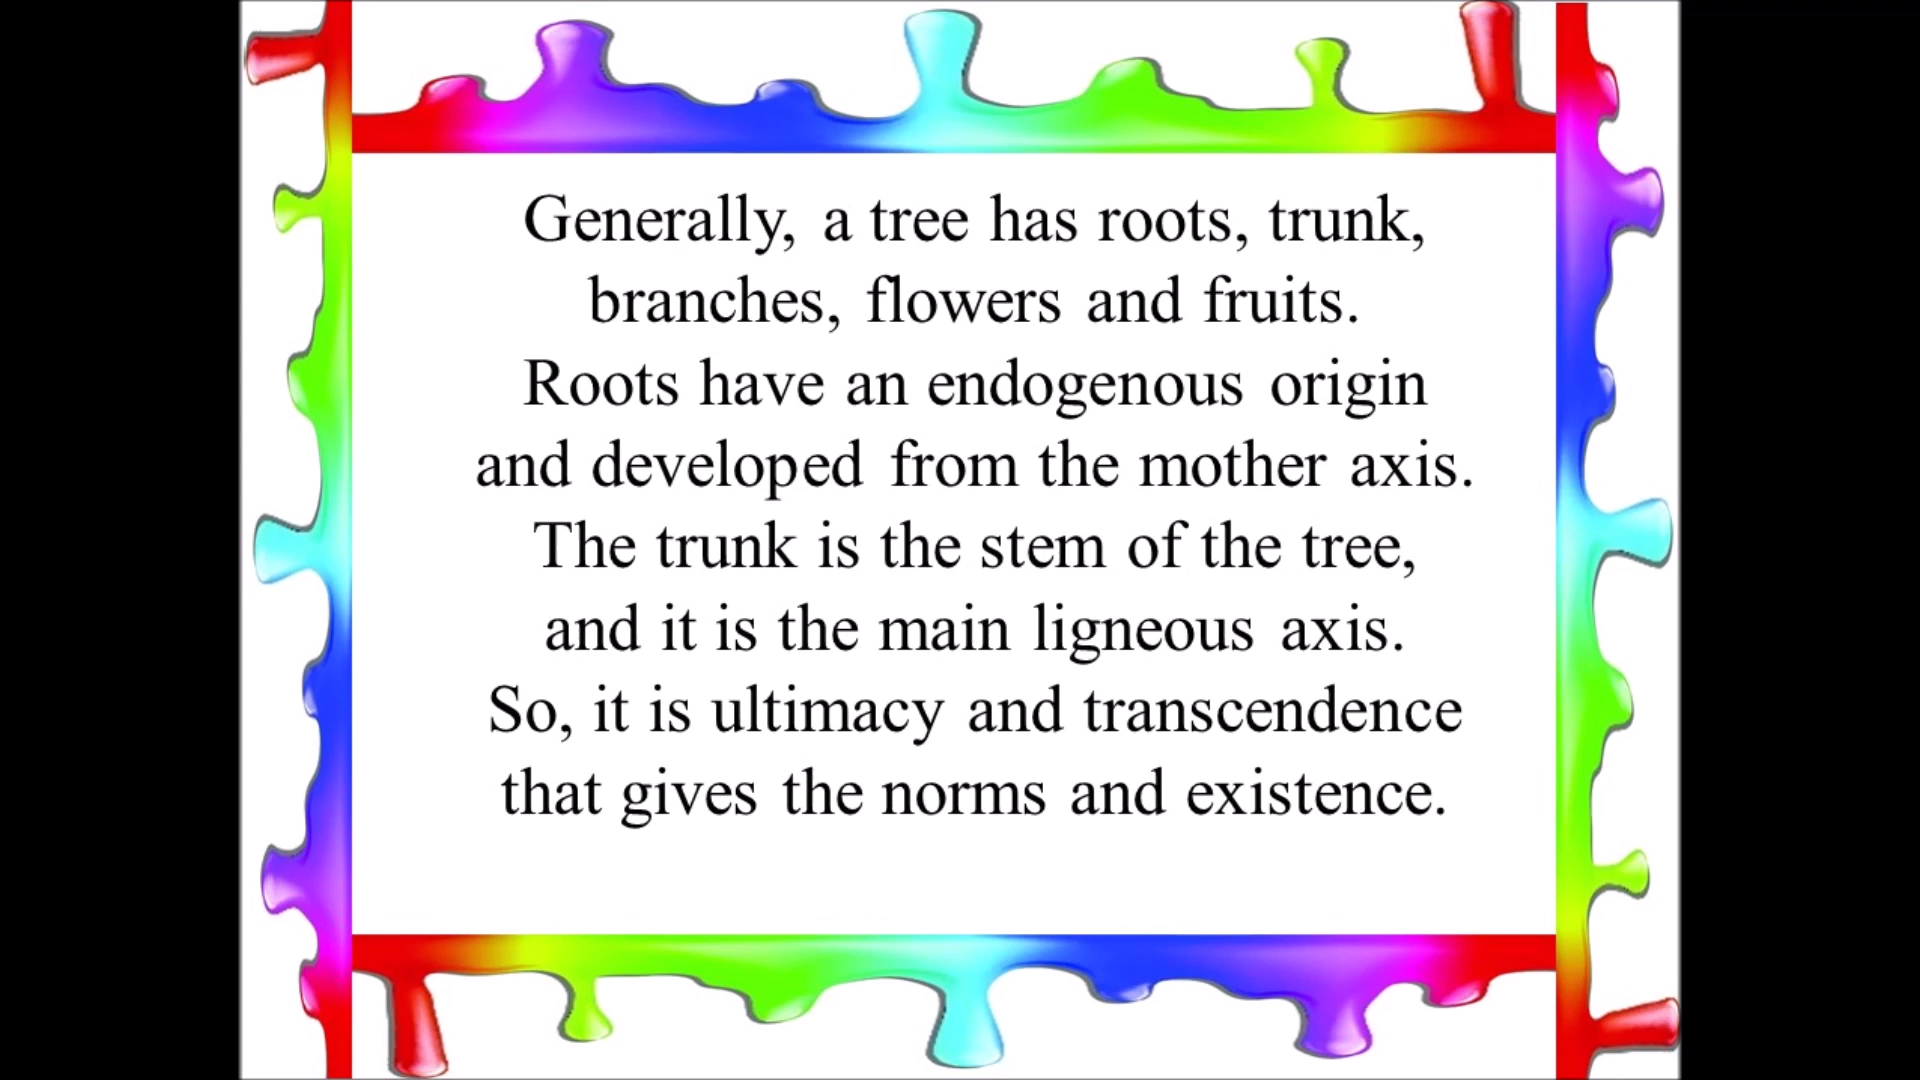 Generally, a tree has roots, trunk,
branches, flowers and fruits.
Roots have an endogenous origin
and developed from the mother axis.
The trunk is the stem of the tree,
and it is the main ligneous axis.
So, it is ultimacy and transcendence
that gives the norms and existence.